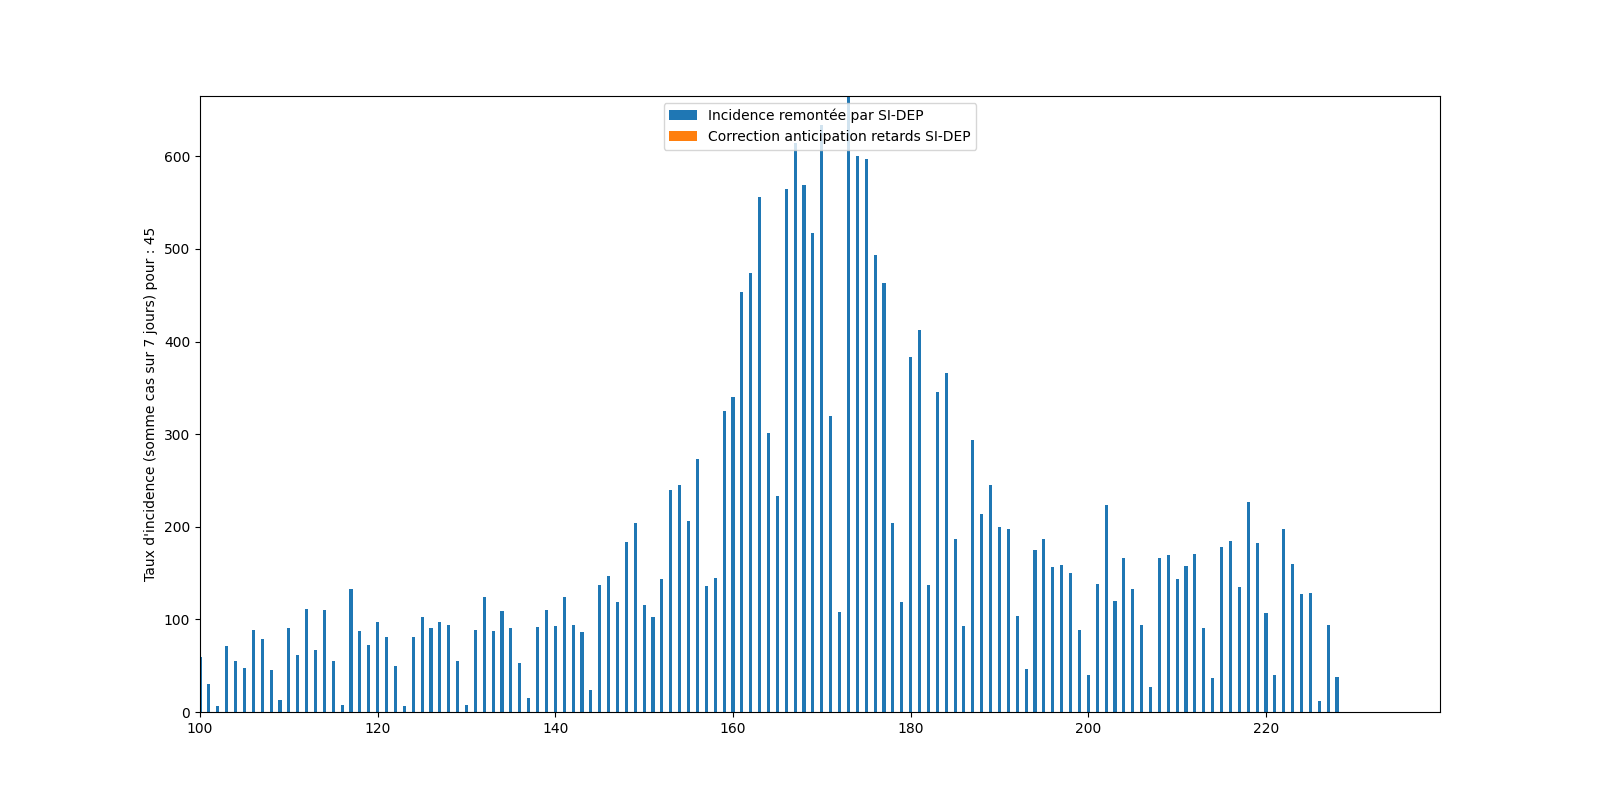 Incidence remontée par SI-DEP
Correction anticipation retards SI-DEP
Taux d'incidence (somme cas sur 7 jours) pour : 45
600
500
400
300
200
100
0
100 120 140 160 180 200 220